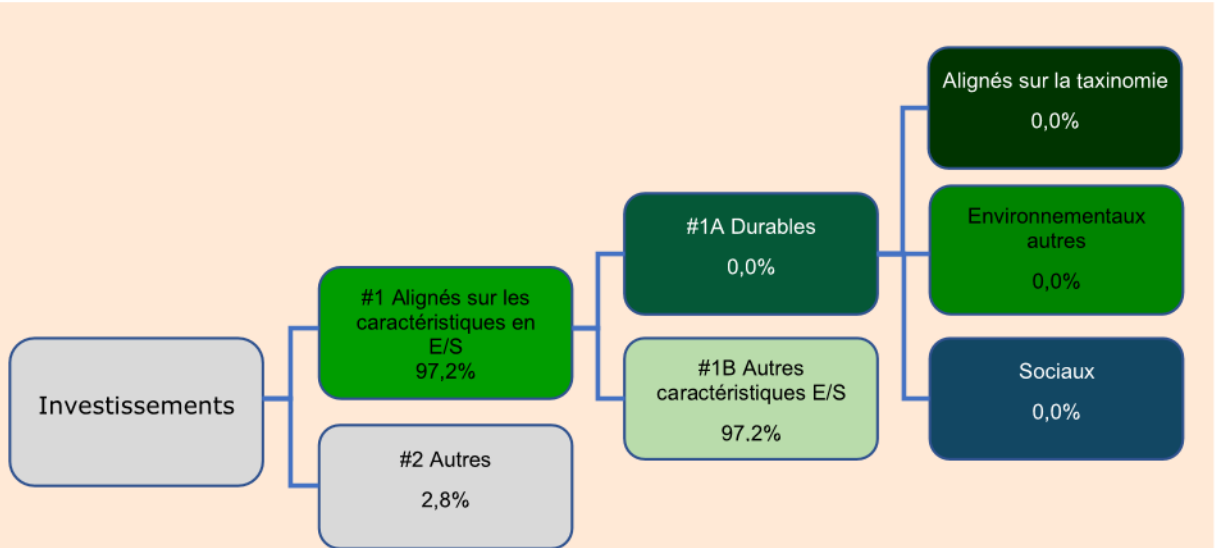 Investissements
#1 Alignés sur les
caractéristiques en
E/S
97,2%
#2 Autres
2,8%
#1A Durables
0,0%
#1B Autres
caractéristiques E/S
97.2%
Alignés sur la taxinomie
0,0%
Environnementaux
autres
0,0%
Sociaux
0,0%